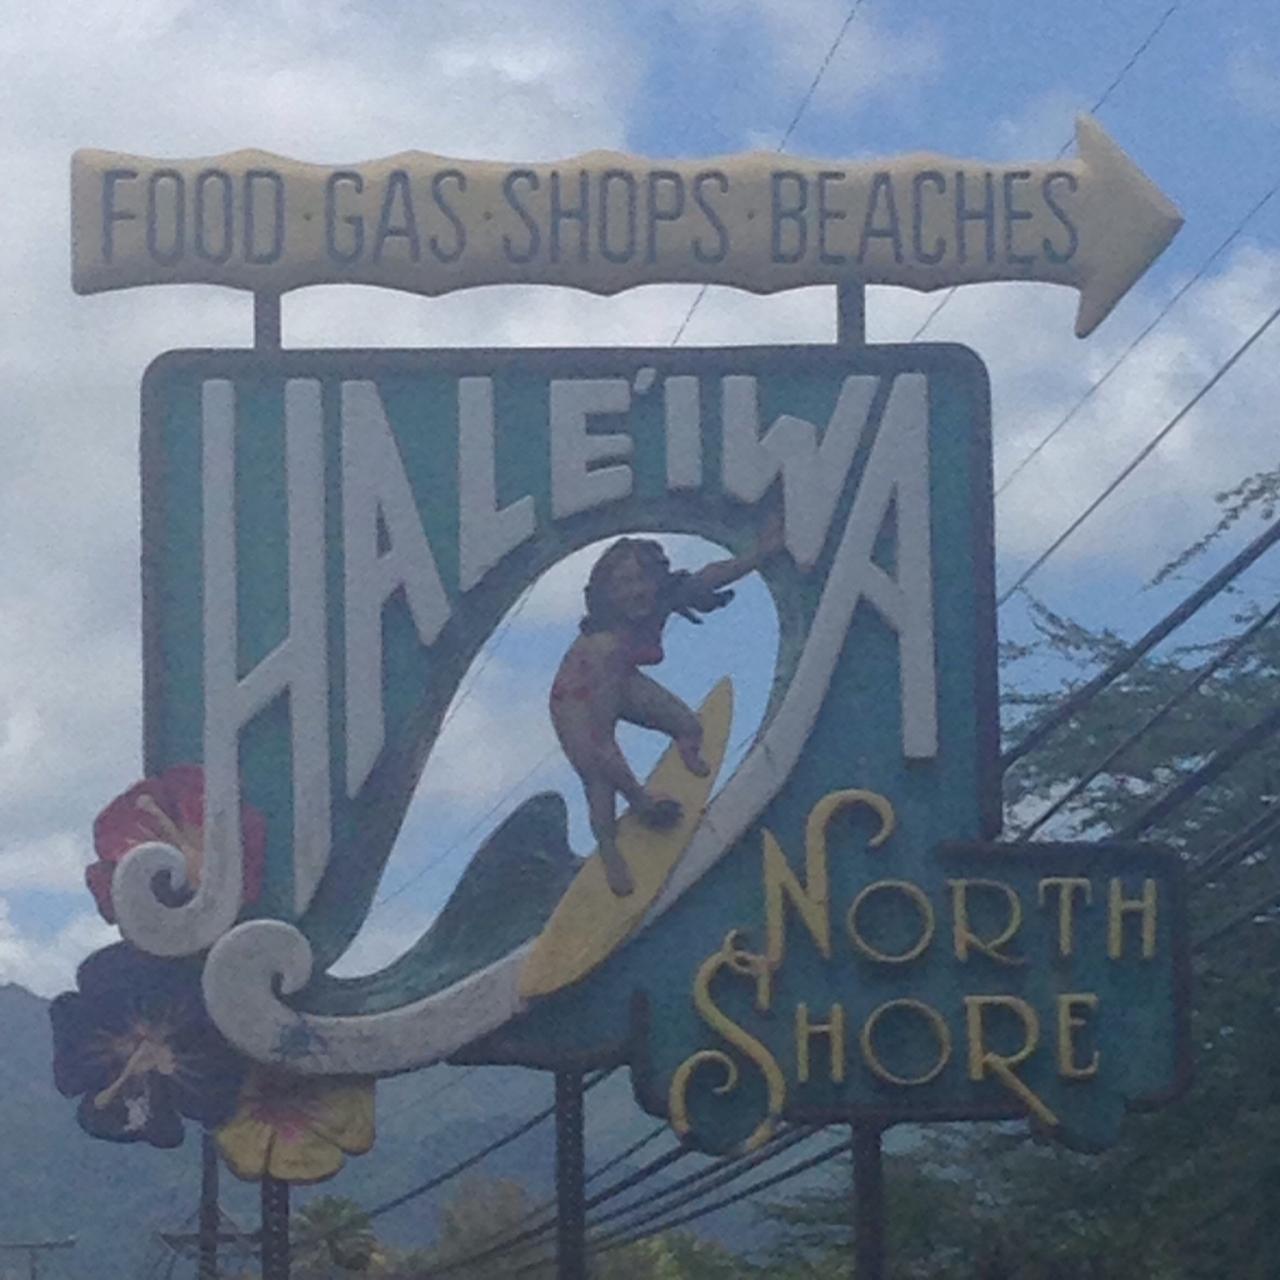 FOOD · GAS · SHOPS · BEACHES
HALE'IWA
NORTH
SHORE